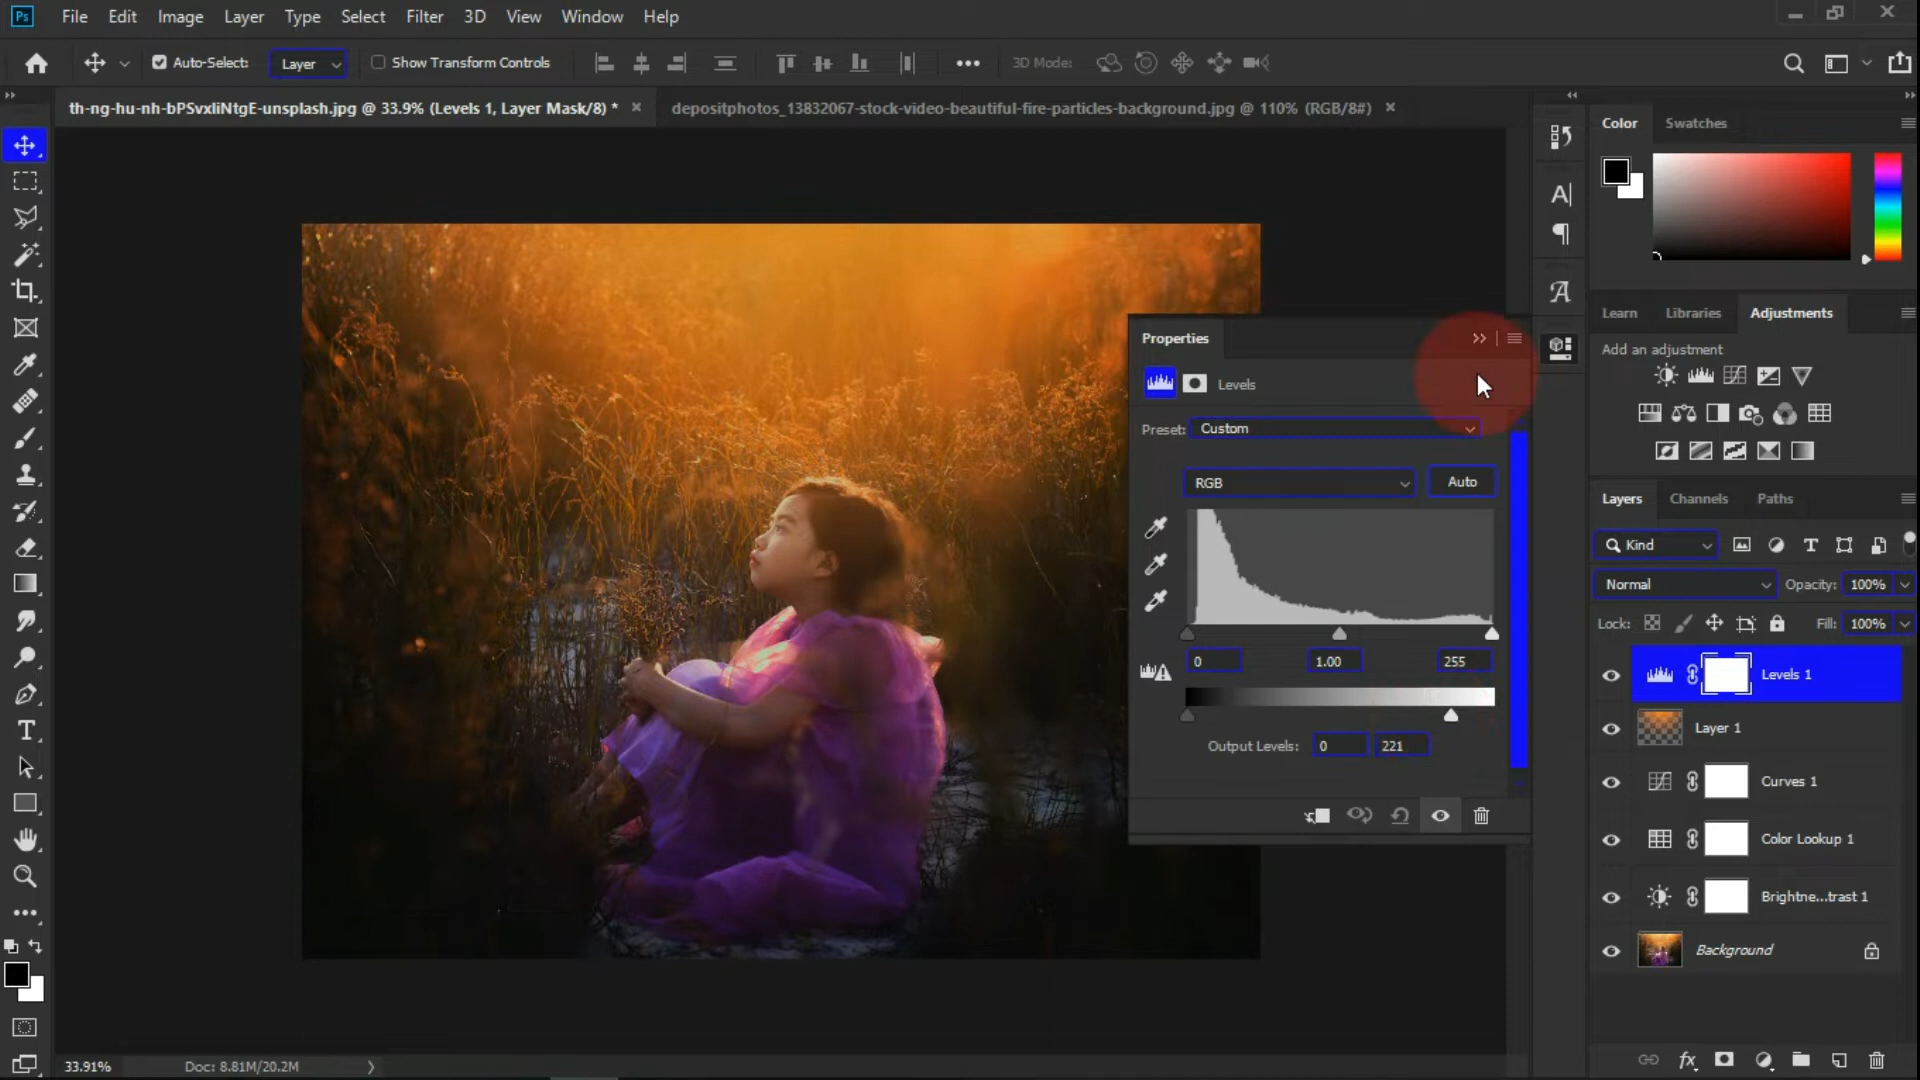 Ps File Edit Image Layer Type Select Filter 3D View Window Help
Auto-Select: Layer Show Transform Controls 3D Mode:
th-ng-hu-nh-bPSvxliNtgE-unsplash.jpg @ 33.9% (Levels 1, Layer Mask/8) *
depositphotos_13832067-stock-video-beautiful-fire-particles-background.jpg @ 110% (RGB/8#)
Color Swatches
Learn Libraries Adjustments
Add an adjustment
Properties
Levels
Preset: Custom
RGB Auto
0 1.00 255
Output Levels: 0 221
Layers Channels Paths
Kind
Normal Opacity: 100%
Lock: Fill: 100%
Levels 1
Layer 1
Curves 1
Color Lookup 1
Brightne...trast 1
Background
fx
33.91% Doc: 8.81M/20.2M